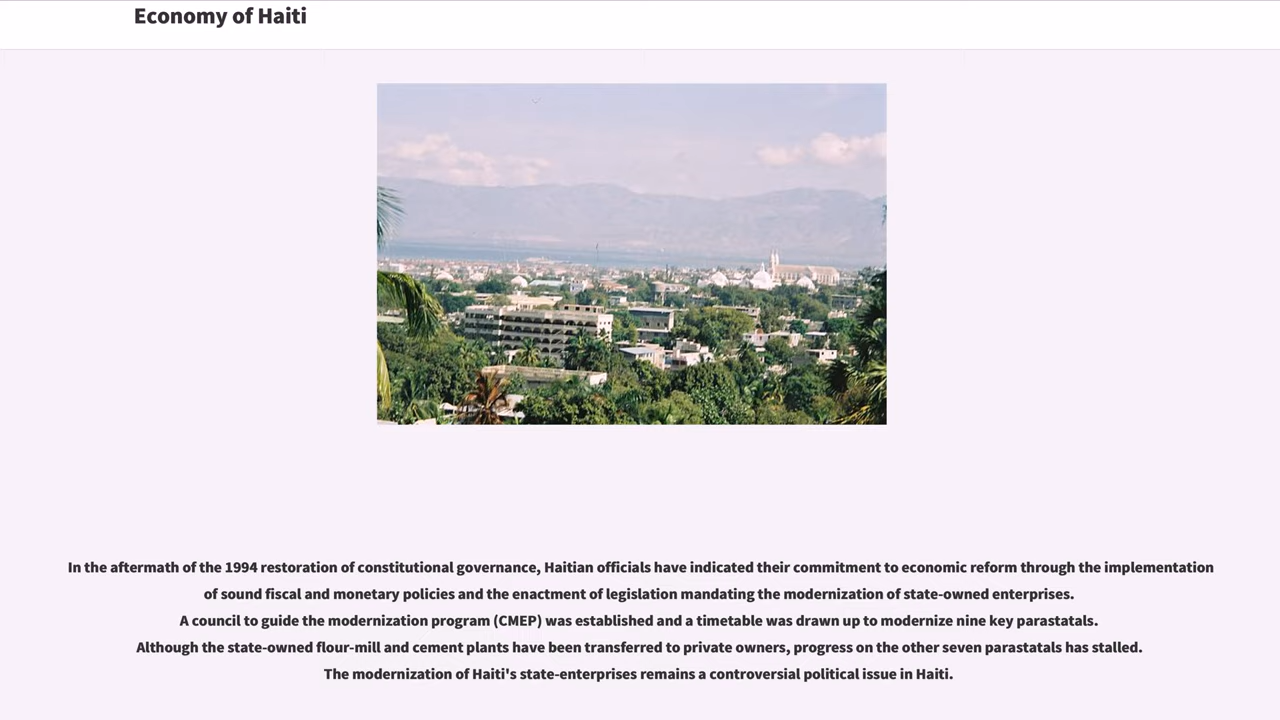 Economy of Haiti
In the aftermath of the 1994 restoration of constitutional governance, Haitian officials have indicated their commitment to economic reform through the implementation
of sound fiscal and monetary policies and the enactment of legislation mandating the modernization of state-owned enterprises.
A council to guide the modernization program (CMEP) was established and a timetable was drawn up to modernize nine key parastatals.
Although the state-owned flour-mill and cement plants have been transferred to private owners, progress on the other seven parastatals has stalled.
The modernization of Haiti's state-enterprises remains a controversial political issue in Haiti.